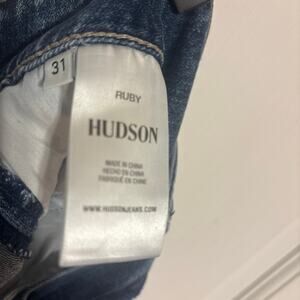 31
RUBY
HUDSON
MADE IN CHINA
HECHO EN CHINA
FABRIQUÉ EN CHINE
WWW.HUDSONJEANS.COM